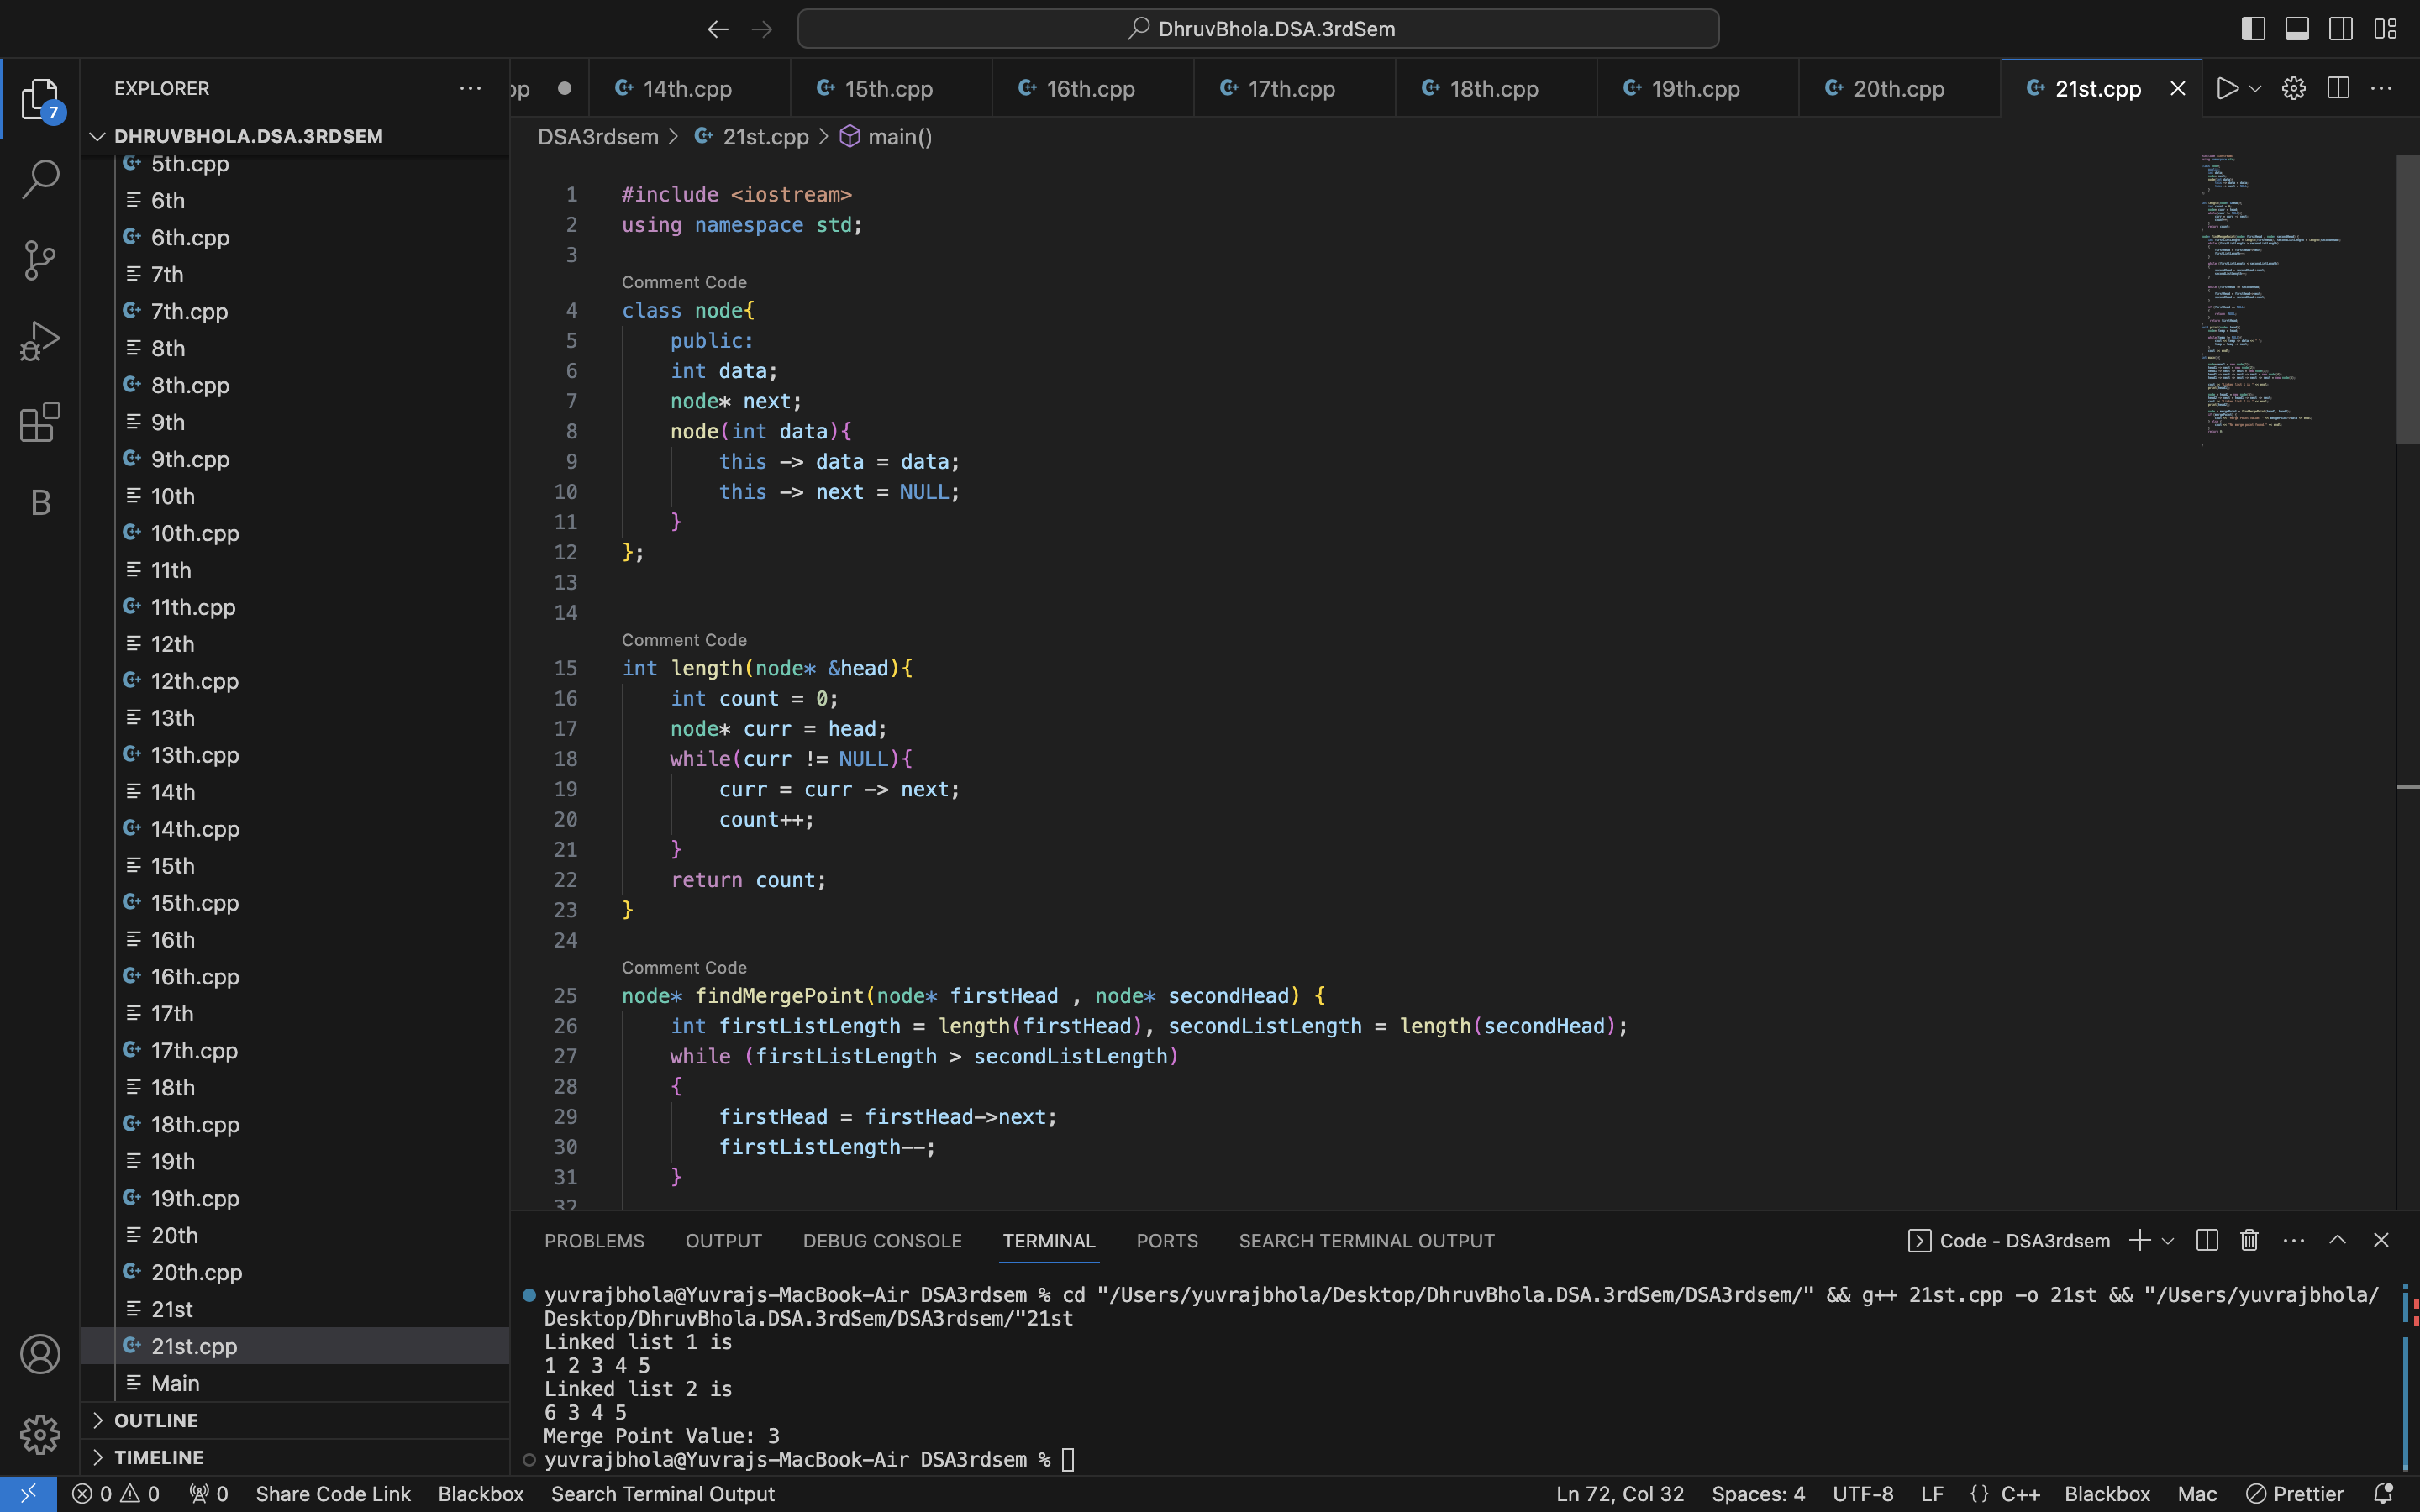 DhruvBhola.DSA.3rdSem
7
B
EXPLORER
DHRUVBHOLA.DSA.3RDSEM
5th.cpp
6th
6th.cpp
7th
7th.cpp
8th
8th.cpp
9th
9th.cpp
10th
10th.cpp
11th
11th.cpp
12th
12th.cpp
13th
13th.cpp
14th
14th.cpp
15th
15th.cpp
16th
16th.cpp
17th
17th.cpp
18th
18th.cpp
19th
19th.cpp
20th
20th.cpp
21st
21st.cpp
Main
OUTLINE
TIMELINE
pp 14th.cpp 15th.cpp 16th.cpp 17th.cpp 18th.cpp 19th.cpp 20th.cpp 21st.cpp
DSA3rdsem > 21st.cpp > main()
1 #include <iostream>
2 using namespace std;
3
Comment Code
4 class node{
5 public:
6 int data;
7 node* next;
8 node(int data){
9 this -> data = data;
10 this -> next = NULL;
11 }
12 };
13
14
Comment Code
15 int length(node* &head){
16 int count = 0;
17 node* curr = head;
18 while(curr != NULL){
19 curr = curr -> next;
20 count++;
21 }
22 return count;
23 }
24
Comment Code
25 node* findMergePoint(node* firstHead , node* secondHead) {
26 int firstListLength = length(firstHead), secondListLength = length(secondHead);
27 while (firstListLength > secondListLength)
28 {
29 firstHead = firstHead->next;
30 firstListLength--;
31 }
32
PROBLEMS OUTPUT DEBUG CONSOLE TERMINAL PORTS SEARCH TERMINAL OUTPUT Code - DSA3rdsem
yuvrajbhola@Yuvrajs-MacBook-Air DSA3rdsem % cd "/Users/yuvrajbhola/Desktop/DhruvBhola.DSA.3rdSem/DSA3rdsem/" && g++ 21st.cpp -o 21st && "/Users/yuvrajbhola/
Desktop/DhruvBhola.DSA.3rdSem/DSA3rdsem/"21st
Linked list 1 is
1 2 3 4 5
Linked list 2 is
6 3 4 5
Merge Point Value: 3
yuvrajbhola@Yuvrajs-MacBook-Air DSA3rdsem %
0 0 0 Share Code Link Blackbox Search Terminal Output Ln 72, Col 32 Spaces: 4 UTF-8 LF {} C++ Blackbox Mac Prettier